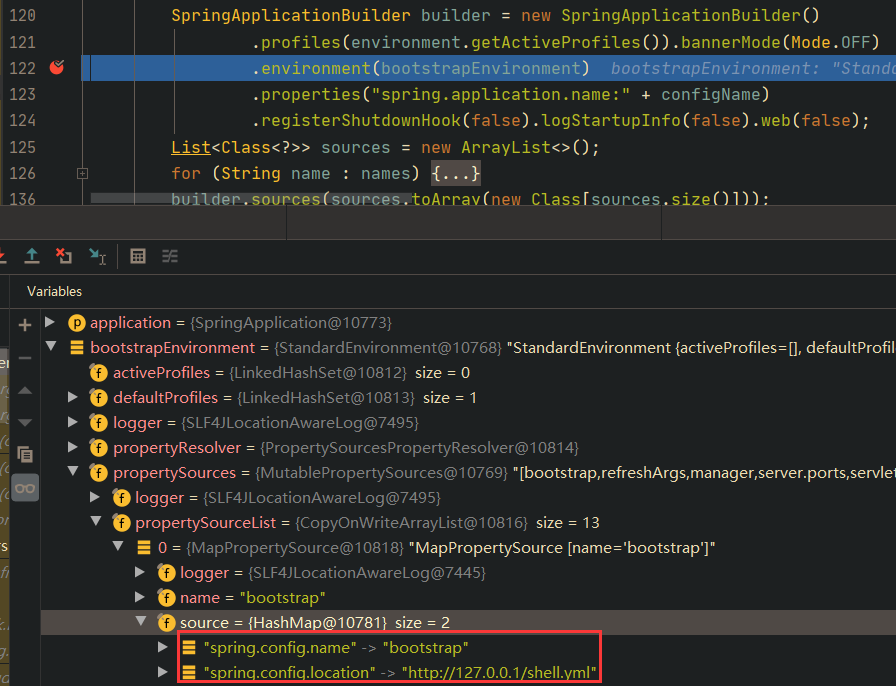 120 SpringApplicationBuilder builder = new SpringApplicationBuilder()
121 .profiles(environment.getActiveProfiles()).bannerMode(Mode.OFF)
122 .environment(bootstrapEnvironment) bootstrapEnvironment: "Standa
123 .properties("spring.application.name:" + configName)
124 .registerShutdownHook(false).logStartupInfo(false).web(false);
125 List<Class<?>> sources = new ArrayList<>();
126 for (String name : names) {...}
136 builder.sources(sources.toArray(new Class[sources.size()]));
Variables
application = {SpringApplication@10773}
bootstrapEnvironment = {StandardEnvironment@10768} "StandardEnvironment {activeProfiles=[], defaultProfile
activeProfiles = {LinkedHashSet@10812} size = 0
defaultProfiles = {LinkedHashSet@10813} size = 1
logger = {SLF4JLocationAwareLog@7495}
propertyResolver = {PropertySourcesPropertyResolver@10814}
propertySources = {MutablePropertySources@10769} "[bootstrap,refreshArgs,manager,server.ports,servlet
logger = {SLF4JLocationAwareLog@7495}
propertySourceList = {CopyOnWriteArrayList@10816} size = 13
0 = {MapPropertySource@10818} "MapPropertySource [name='bootstrap']"
logger = {SLF4JLocationAwareLog@7445}
name = "bootstrap"
source = {HashMap@10781} size = 2
"spring.config.name" -> "bootstrap"
"spring.config.location" -> "http://127.0.0.1/shell.yml"